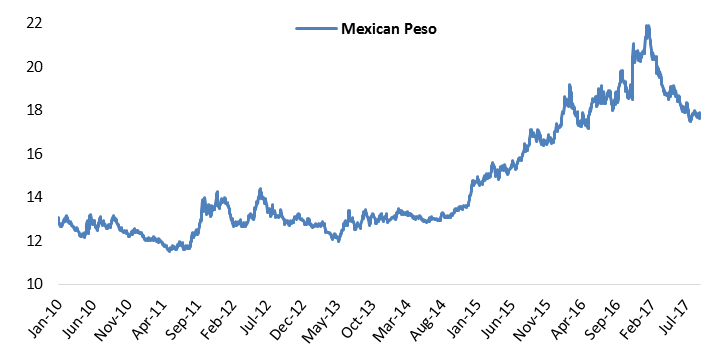 Mexican Peso
22
20
18
16
14
12
10
Jan-10
Jun-10
Nov-10
Apr-11
Sep-11
Feb-12
Jul-12
Dec-12
May-13
Oct-13
Mar-14
Aug-14
Jan-15
Jun-15
Nov-15
Apr-16
Sep-16
Feb-17
Jul-17